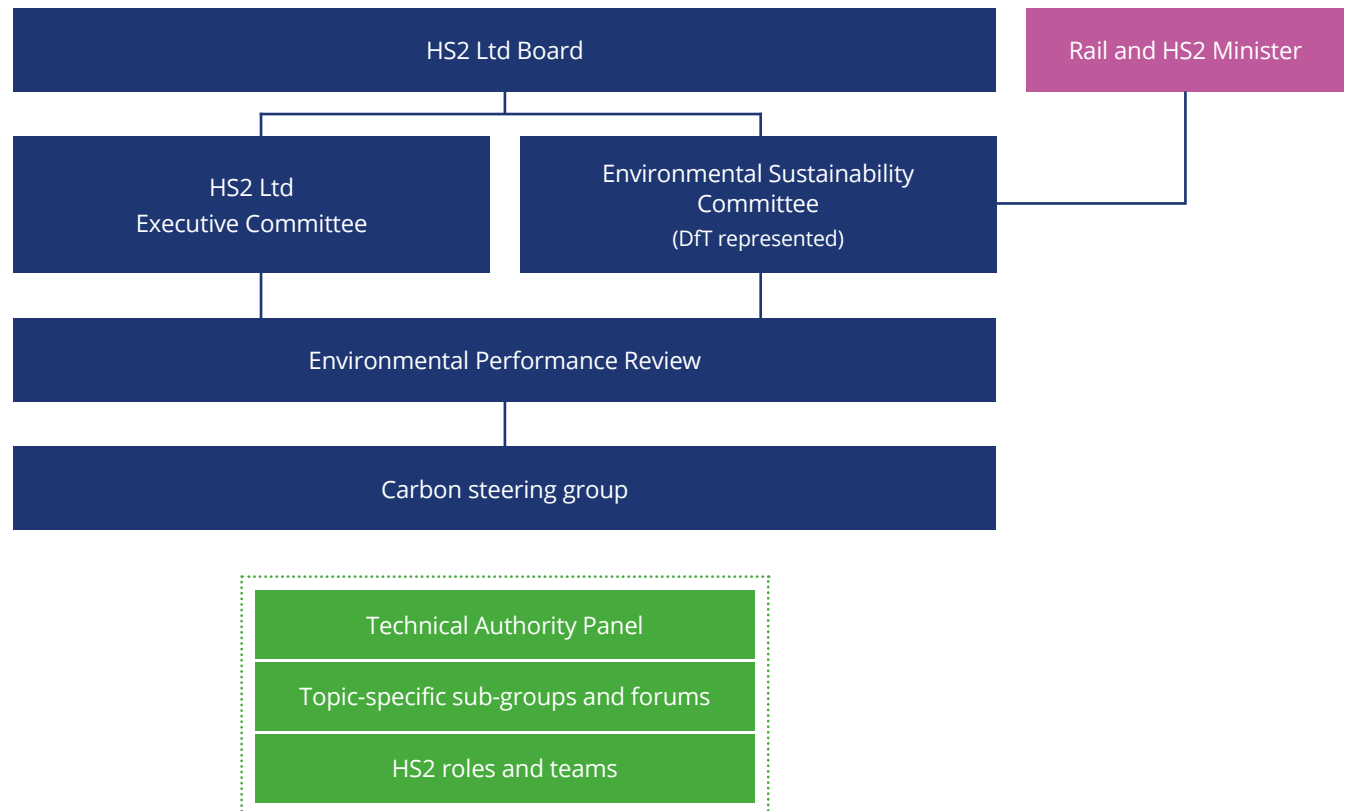 HS2 Ltd Board
Rail and HS2 Minister
HS2 Ltd
Executive Committee
Environmental Sustainability
Committee
(DfT represented)
Environmental Performance Review
Carbon steering group
Technical Authority Panel
Topic-specific sub-groups and forums
HS2 roles and teams